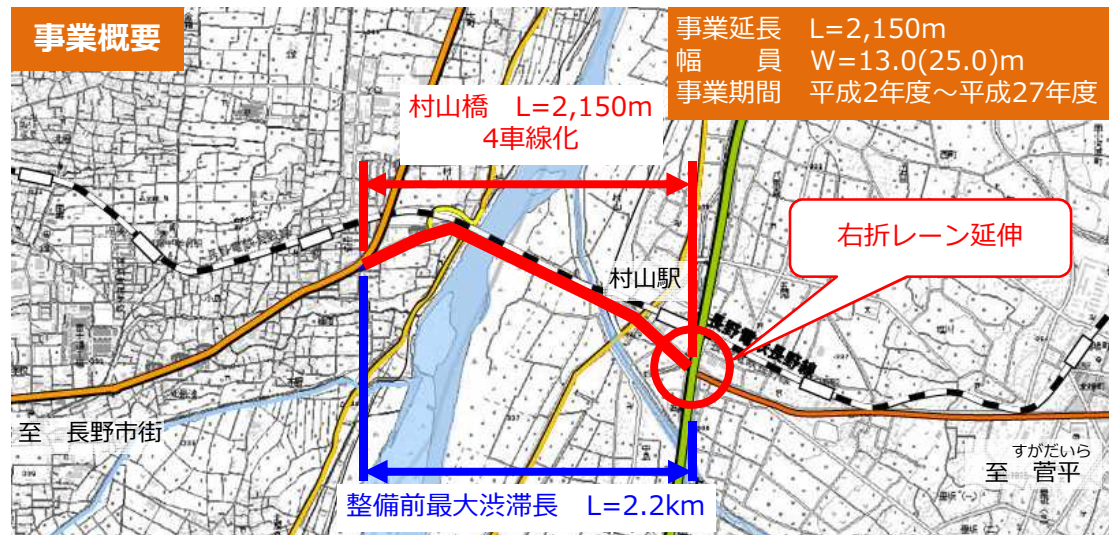 事業概要
事業延長 L=2,150m
幅 員 W=13.0(25.0)m
事業期間 平成2年度～平成27年度
村山橋 L=2,150m
4車線化
右折レーン延伸
村山駅
長野電鉄長野線
至 長野市街
すがだいら
至 菅平
整備前最大渋滞長 L=2.2km